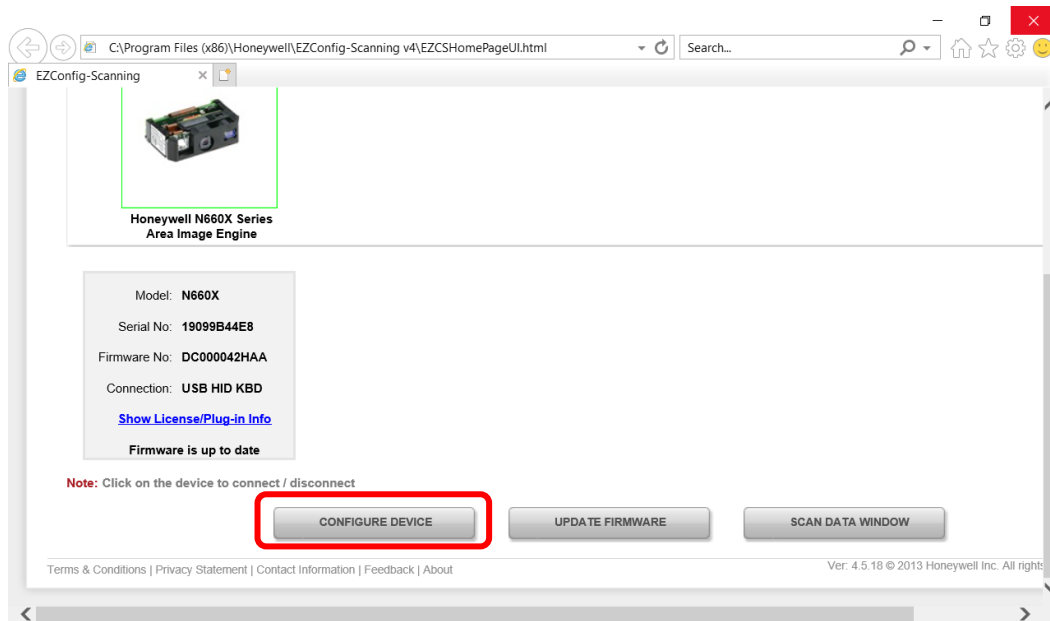 C:\Program Files (x86)\Honeywell\EZConfig-Scanning v4\EZCSHomePageUI.html
Search...
EZConfig-Scanning
Honeywell N660X Series
Area Image Engine
Model: N660X
Serial No: 19099B44E8
Firmware No: DC000042HAA
Connection: USB HID KBD
Show License/Plug-in Info
Firmware is up to date
Note: Click on the device to connect / disconnect
CONFIGURE DEVICE
UPDATE FIRMWARE
SCAN DATA WINDOW
Terms & Conditions | Privacy Statement | Contact Information | Feedback | About
Ver: 4.5.18 © 2013 Honeywell Inc. All rights